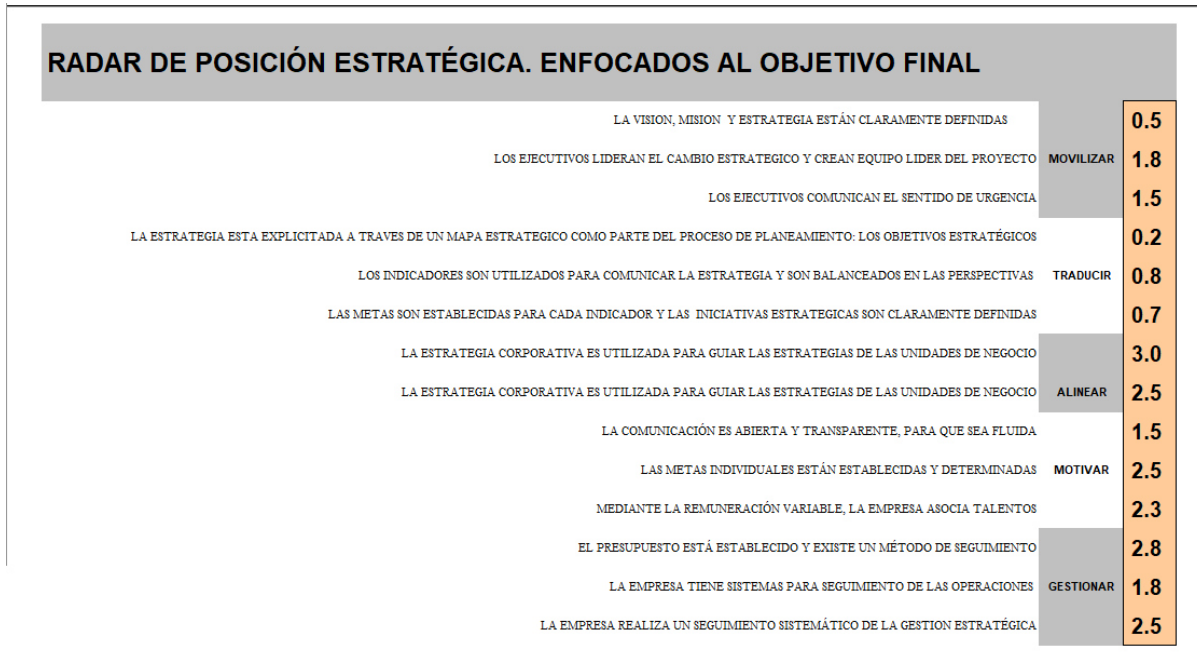 RADAR DE POSICIÓN ESTRATÉGICA. ENFOCADOS AL OBJETIVO FINAL
LA VISION, MISION Y ESTRATEGIA ESTÁN CLARAMENTE DEFINIDAS 0.5
LOS EJECUTIVOS LIDERAN EL CAMBIO ESTRATEGICO Y CREAN EQUIPO LIDER DEL PROYECTO MOVILIZAR 1.8
LOS EJECUTIVOS COMUNICAN EL SENTIDO DE URGENCIA 1.5
LA ESTRATEGIA ESTA EXPLICITADA A TRAVES DE UN MAPA ESTRATEGICO COMO PARTE DEL PROCESO DE PLANEAMIENTO: LOS OBJETIVOS ESTRATÉGICOS 0.2
LOS INDICADORES SON UTILIZADOS PARA COMUNICAR LA ESTRATEGIA Y SON BALANCEADOS EN LAS PERSPECTIVAS TRADUCIR 0.8
LAS METAS SON ESTABLECIDAS PARA CADA INDICADOR Y LAS INICIATIVAS ESTRATEGICAS SON CLARAMENTE DEFINIDAS 0.7
LA ESTRATEGIA CORPORATIVA ES UTILIZADA PARA GUIAR LAS ESTRATEGIAS DE LAS UNIDADES DE NEGOCIO 3.0
LA ESTRATEGIA CORPORATIVA ES UTILIZADA PARA GUIAR LAS ESTRATEGIAS DE LAS UNIDADES DE NEGOCIO ALINEAR 2.5
LA COMUNICACIÓN ES ABIERTA Y TRANSPARENTE, PARA QUE SEA FLUIDA 1.5
LAS METAS INDIVIDUALES ESTÁN ESTABLECIDAS Y DETERMINADAS MOTIVAR 2.5
MEDIANTE LA REMUNERACIÓN VARIABLE, LA EMPRESA ASOCIA TALENTOS 2.3
EL PRESUPUESTO ESTÁ ESTABLECIDO Y EXISTE UN MÉTODO DE SEGUIMIENTO 2.8
LA EMPRESA TIENE SISTEMAS PARA SEGUIMIENTO DE LAS OPERACIONES GESTIONAR 1.8
LA EMPRESA REALIZA UN SEGUIMIENTO SISTEMÁTICO DE LA GESTION ESTRATÉGICA 2.5